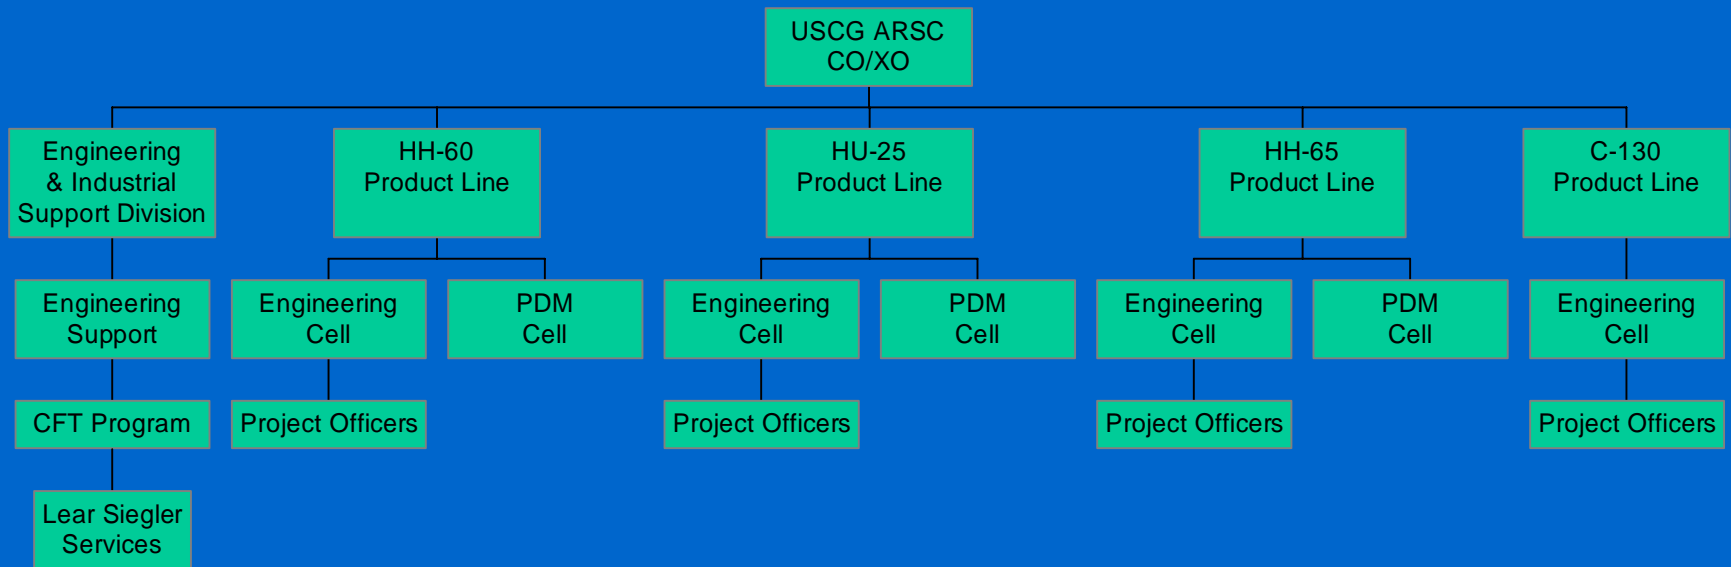 USCG ARSC
CO/XO
Engineering
& Industrial
Support Division
HH-60
Product Line
HU-25
Product Line
HH-65
Product Line
C-130
Product Line
Engineering
Support
Engineering
Cell
PDM
Cell
Engineering
Cell
PDM
Cell
Engineering
Cell
PDM
Cell
Engineering
Cell
CFT Program
Project Officers
Project Officers
Project Officers
Project Officers
Lear Siegler
Services